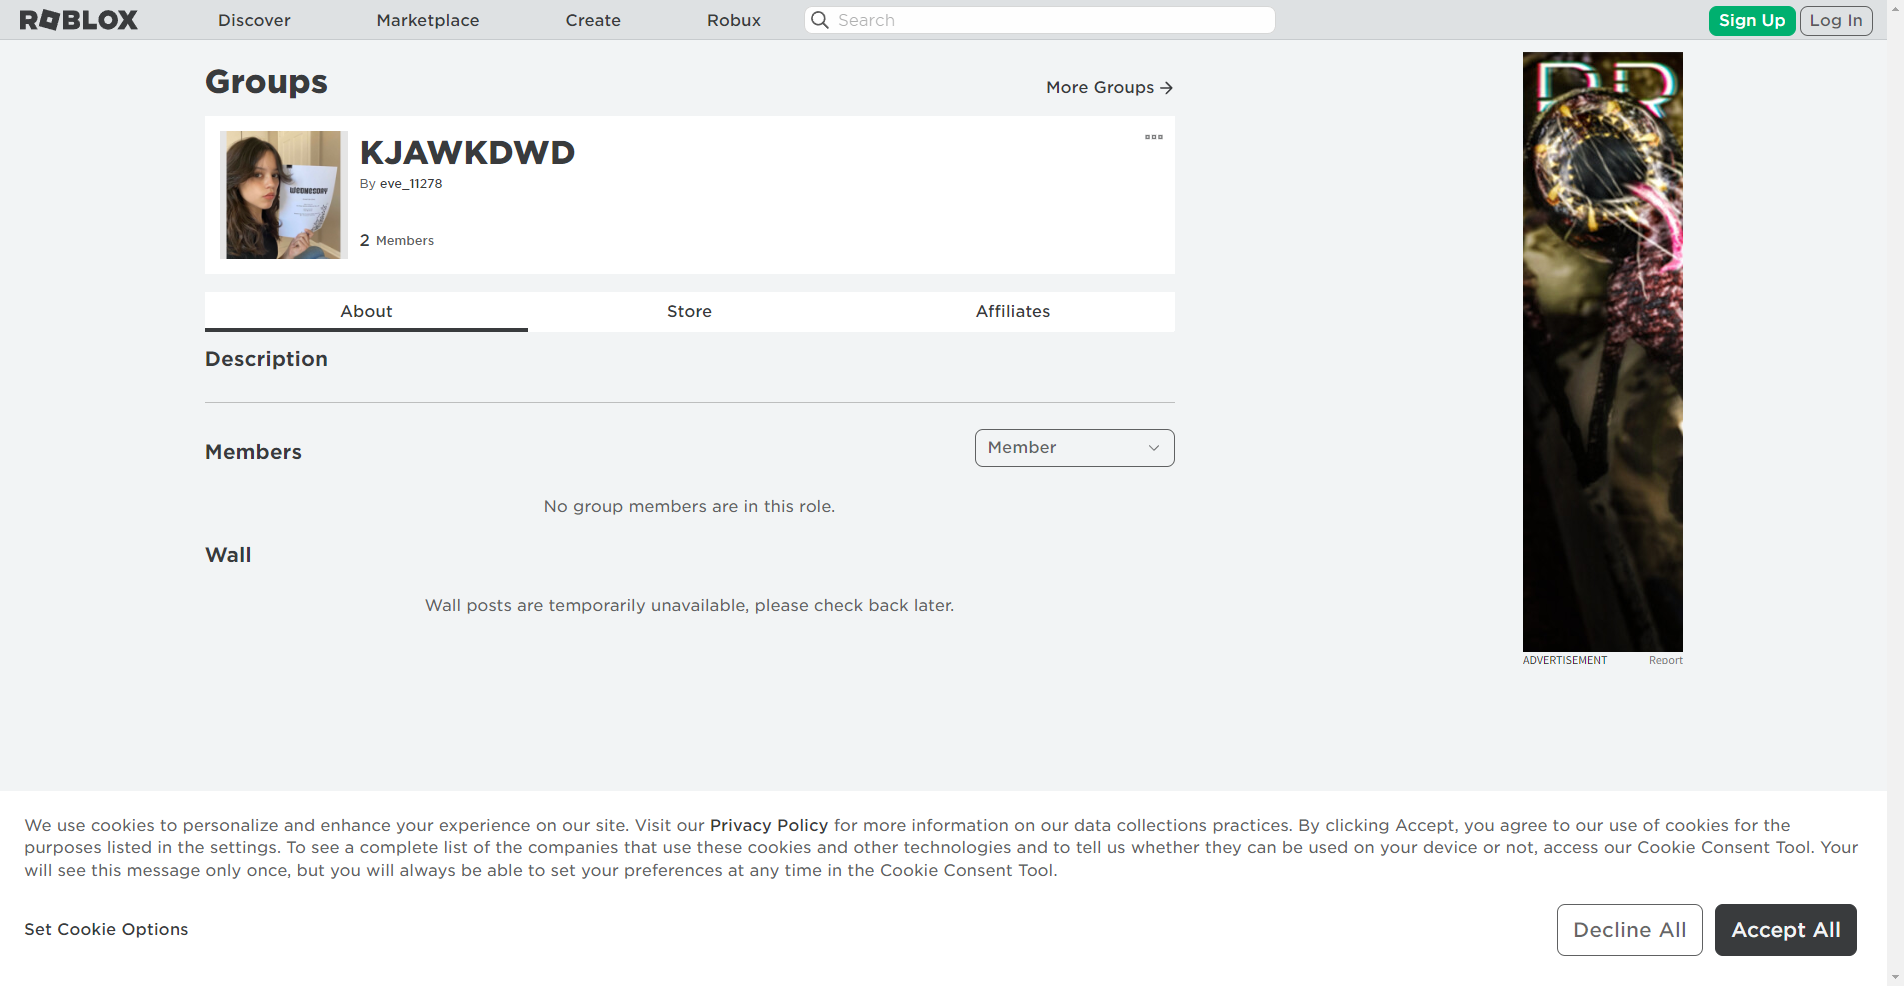 ROBLOX
Discover
Marketplace
Create
Robux
Search
Sign Up
Log In
Groups
More Groups →
WEDNESDAY
KJAWKDWD
By eve_11278
2 Members
About
Store
Affiliates
Description
Members
Member
No group members are in this role.
Wall
Wall posts are temporarily unavailable, please check back later.
ADVERTISEMENT
Report
We use cookies to personalize and enhance your experience on our site. Visit our Privacy Policy for more information on our data collections practices. By clicking Accept, you agree to our use of cookies for the
purposes listed in the settings. To see a complete list of the companies that use these cookies and other technologies and to tell us whether they can be used on your device or not, access our Cookie Consent Tool. Your
will see this message only once, but you will always be able to set your preferences at any time in the Cookie Consent Tool.
Set Cookie Options
Decline All
Accept All